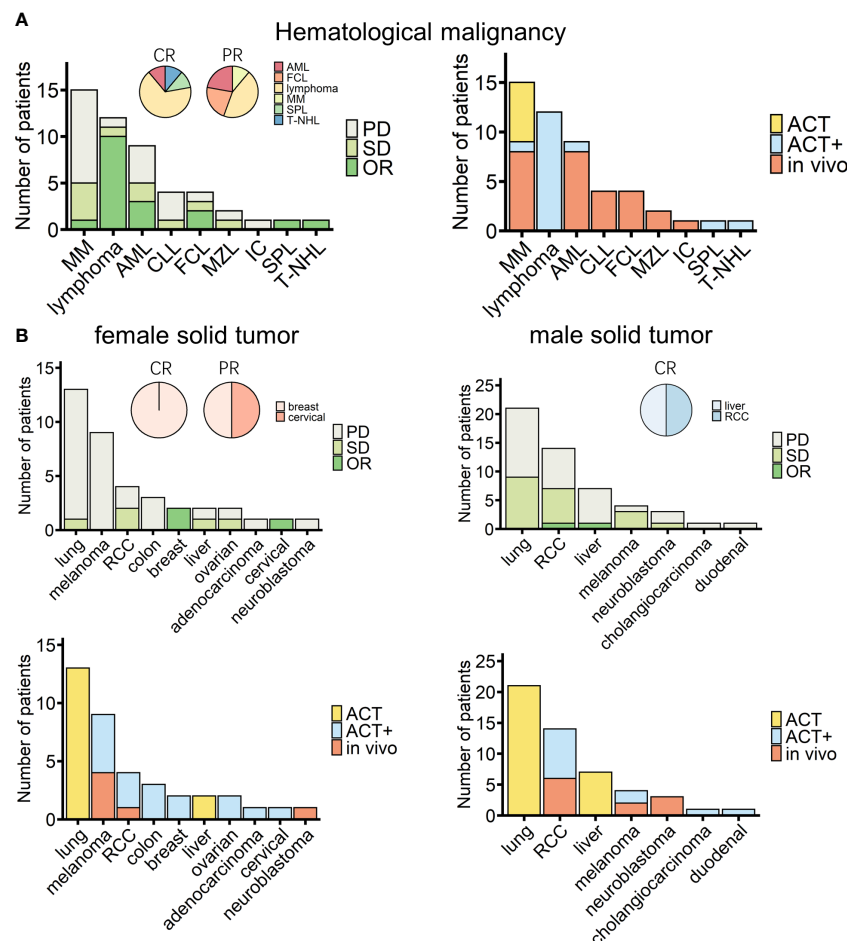 A
Hematological malignancy
CR
PR
AML
FCL
lymphoma
MM
SPL
T-NHL
Number of patients
15
10
5
0
PD
SD
OR
MM
lymphoma
AML
CLL
FCL
MZL
IC
SPL
T-NHL
Number of patients
15
10
5
0
ACT
ACT+
in vivo
MM
lymphoma
AML
CLL
FCL
MZL
IC
SPL
T-NHL
B
female solid tumor
CR
PR
breast
cervical
Number of patients
15
10
5
0
PD
SD
OR
lung
melanoma
RCC
colon
breast
liver
ovarian
adenocarcinoma
cervical
neuroblastoma
male solid tumor
CR
liver
RCC
Number of patients
25
20
15
10
5
0
PD
SD
OR
lung
RCC
liver
melanoma
neuroblastoma
cholangiocarcinoma
duodenal
Number of patients
15
10
5
0
ACT
ACT+
in vivo
lung
melanoma
RCC
colon
breast
liver
ovarian
adenocarcinoma
cervical
neuroblastoma
Number of patients
25
20
15
10
5
0
ACT
ACT+
in vivo
lung
RCC
liver
melanoma
neuroblastoma
cholangiocarcinoma
duodenal